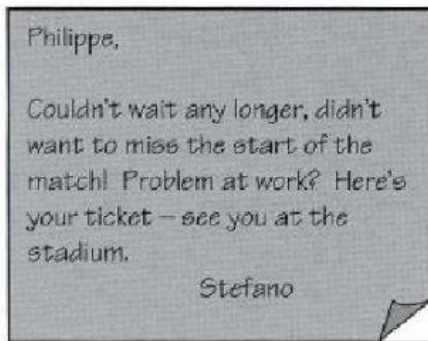 Philippe,
Couldn't wait any longer, didn't
want to miss the start of the
match! Problem at work? Here's
your ticket – see you at the
stadium.
Stefano